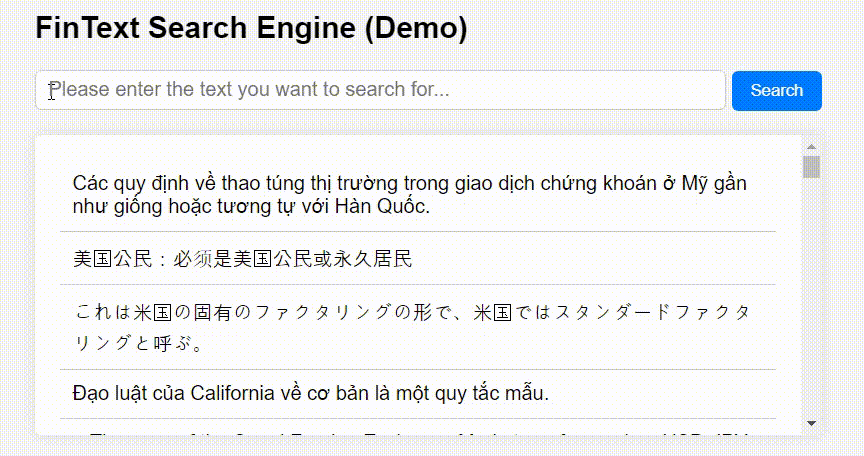 FinText Search Engine (Demo)
Please enter the text you want to search for...
Search
Các quy định về thao túng thị trường trong giao dịch chứng khoán ở Mỹ gần
như giống hoặc tương tự với Hàn Quốc.
美国公民：必须是美国公民或永久居民
これは米国の固有のファクタリングの形で、米国ではスタンダードファクタ
リングと呼ぶ。
Đạo luật của California về cơ bản là một quy tắc mẫu.